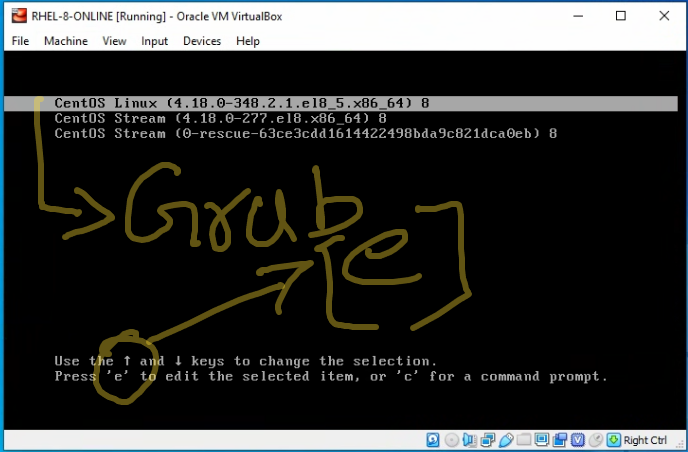 RHEL-8-ONLINE [Running] - Oracle VM VirtualBox
File Machine View Input Devices Help
CentOS Linux (4.18.0-348.2.1.el8_5.x86_64) 8
CentOS Stream (4.18.0-277.el8.x86_64) 8
CentOS Stream (0-rescue-63ce3cdd1614422498bda9c821dca0eb) 8
Grub
[e]
Use the ↑ and ↓ keys to change the selection.
Press 'e' to edit the selected item, or 'c' for a command prompt.
Right Ctrl